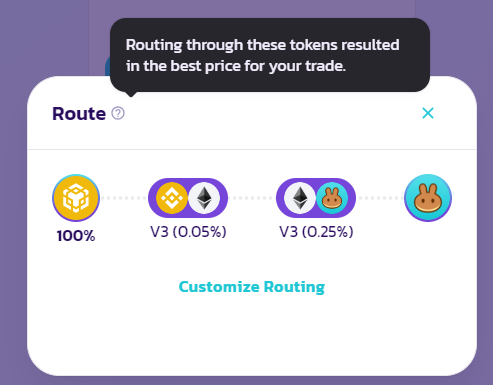 Routing through these tokens resulted
in the best price for your trade.
Route
100%
V3 (0.05%)
V3 (0.25%)
Customize Routing